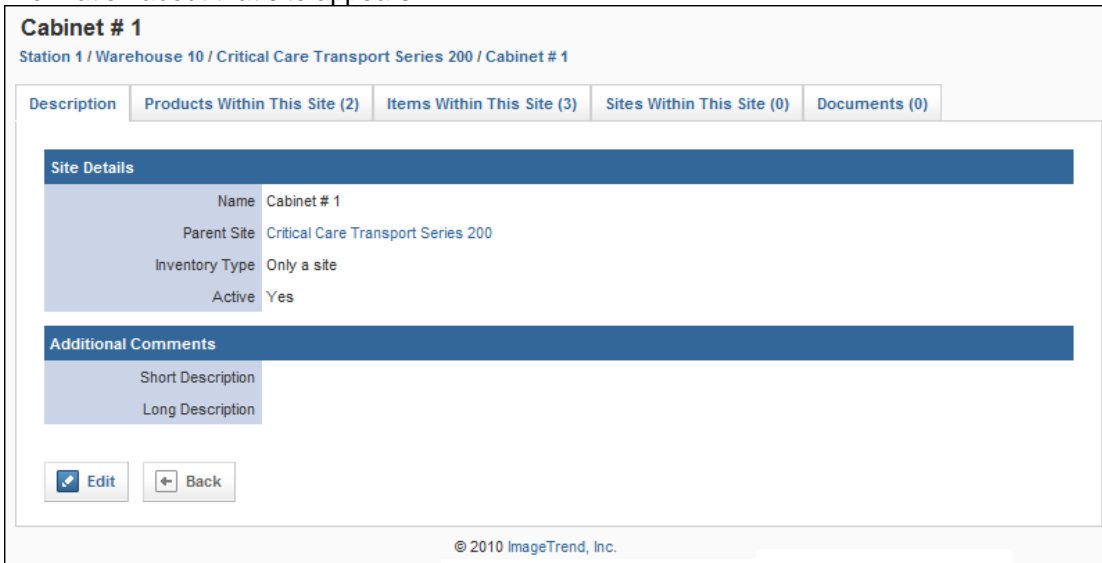 Cabinet # 1
Station 1 / Warehouse 10 / Critical Care Transport Series 200 / Cabinet # 1
Description Products Within This Site (2) Items Within This Site (3) Sites Within This Site (0) Documents (0)
Site Details
Name Cabinet # 1
Parent Site Critical Care Transport Series 200
Inventory Type Only a site
Active Yes
Additional Comments
Short Description
Long Description
Edit Back
© 2010 ImageTrend, Inc.